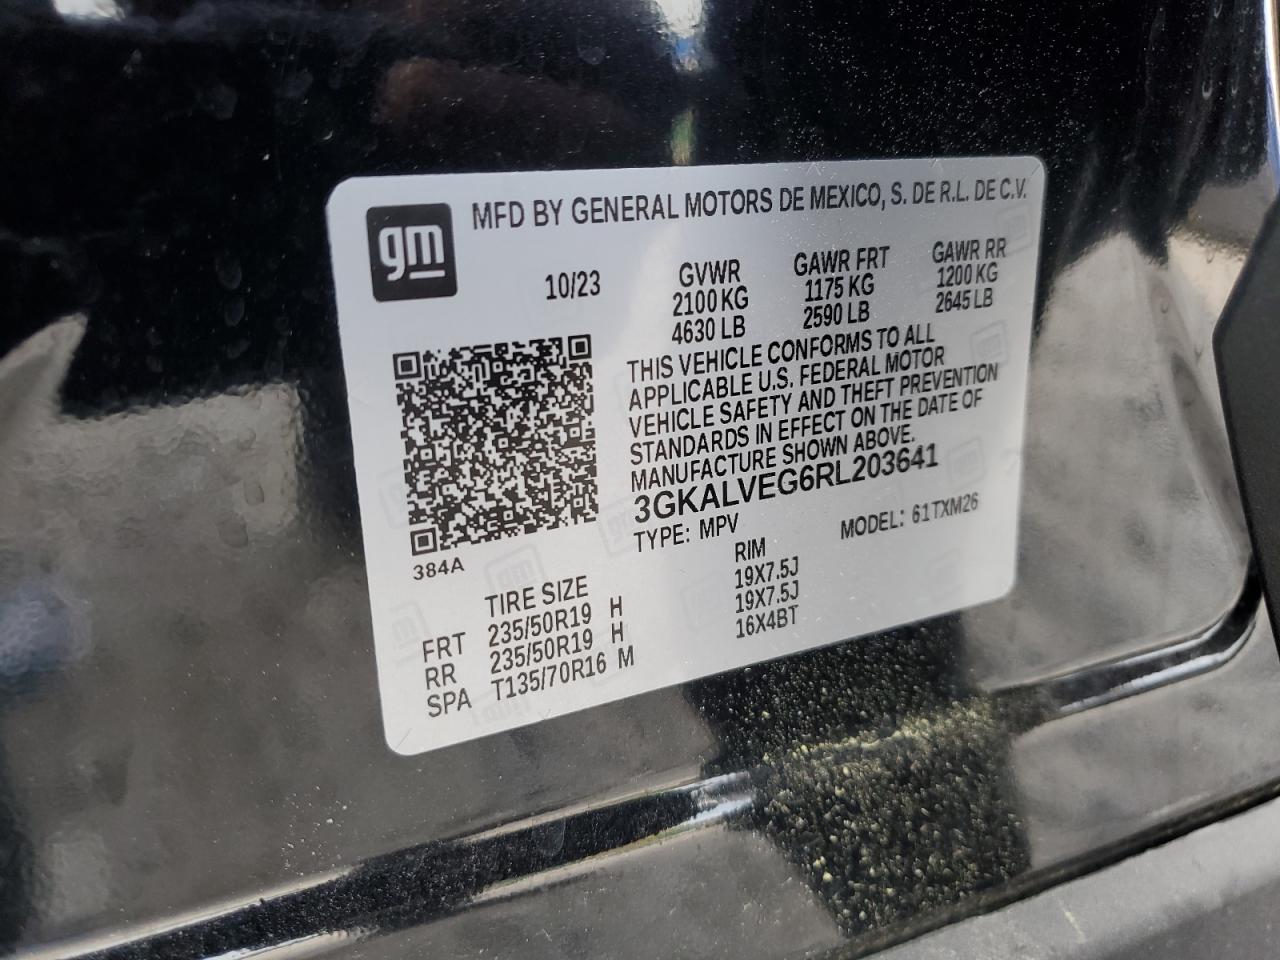 gm
MFD BY GENERAL MOTORS DE MEXICO, S. DE R.L. DE C.V.
10/23
GVWR GAWR FRT GAWR RR
2100 KG 1175 KG 1200 KG
4630 LB 2590 LB 2645 LB
THIS VEHICLE CONFORMS TO ALL
APPLICABLE U.S. FEDERAL MOTOR
VEHICLE SAFETY AND THEFT PREVENTION
STANDARDS IN EFFECT ON THE DATE OF
MANUFACTURE SHOWN ABOVE.
3GKALVEG6RL203641
TYPE: MPV MODEL: 61TXM26
384A
TIRE SIZE RIM
FRT 235/50R19 H 19X7.5J
RR 235/50R19 H 19X7.5J
SPA T135/70R16 M 16X4BT